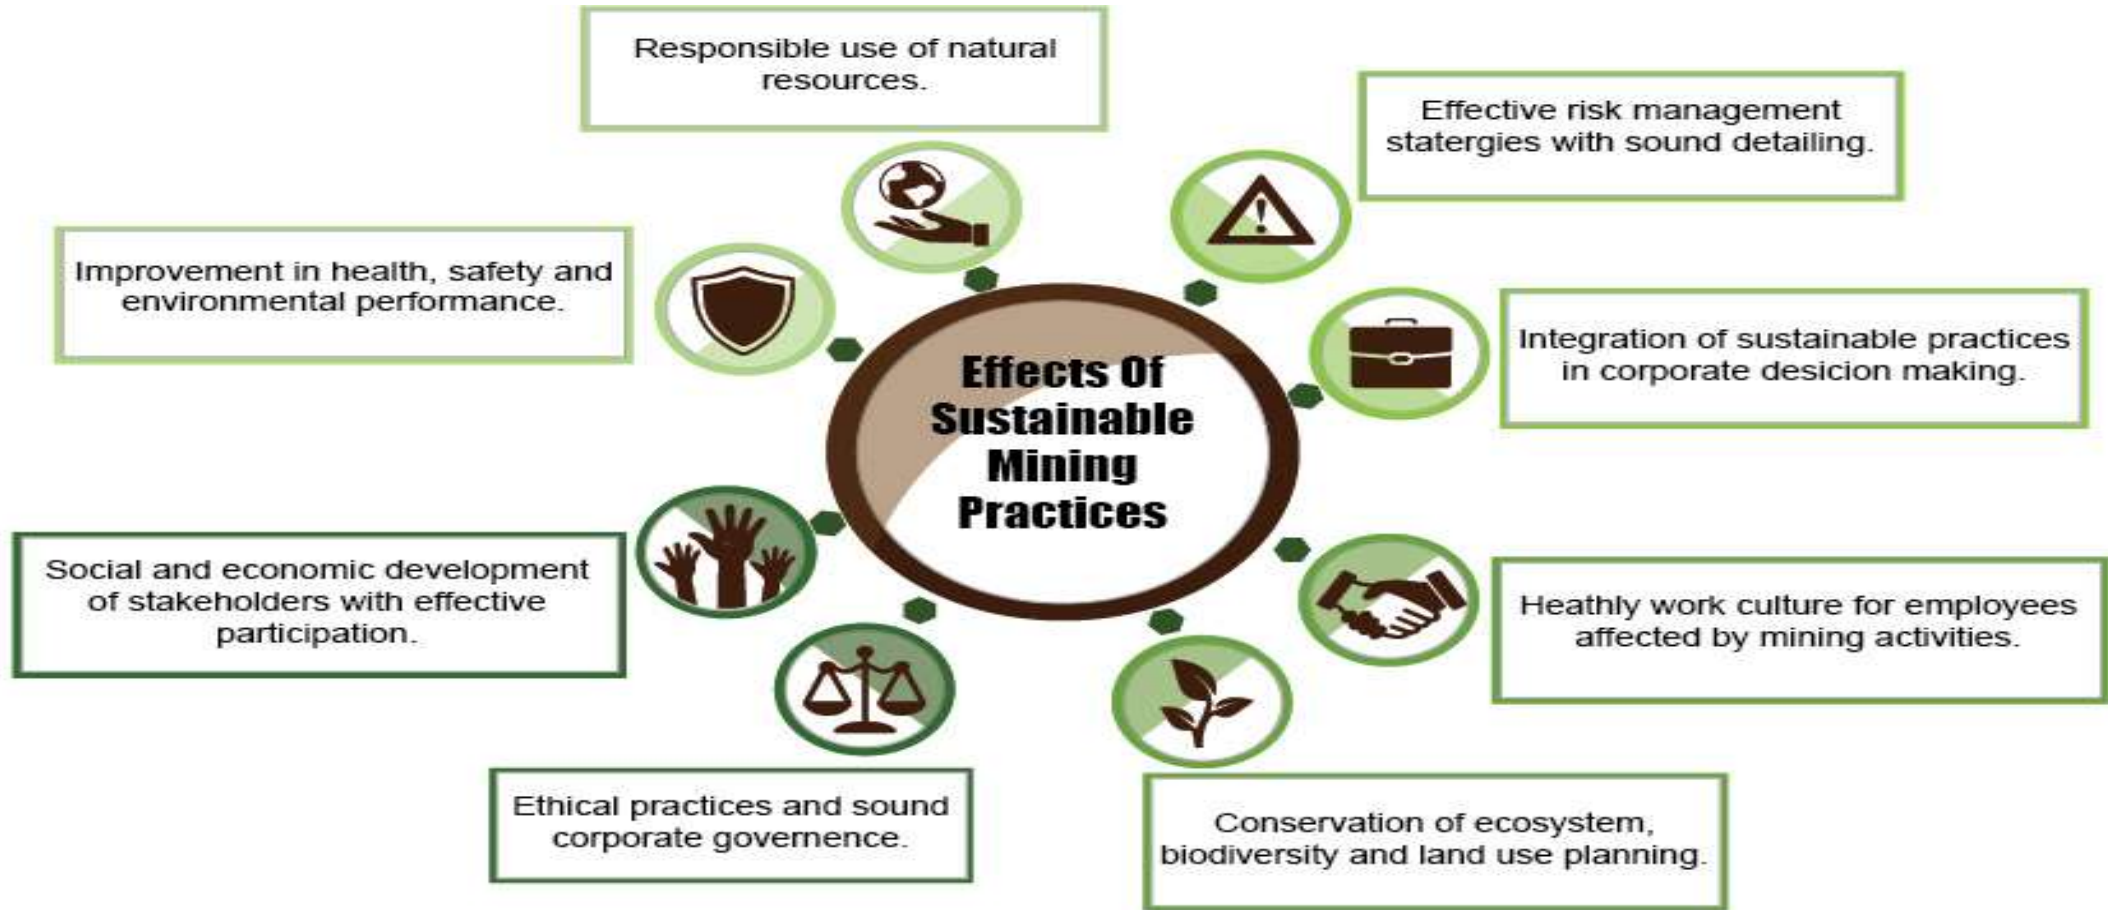 Responsible use of natural
resources.
Effective risk management
statergies with sound detailing.
Improvement in health, safety and
environmental performance.
Integration of sustainable practices
in corporate desicion making.
Effects Of
Sustainable
Mining
Practices
Social and economic development
of stakeholders with effective
participation.
Heathly work culture for employees
affected by mining activities.
Ethical practices and sound
corporate governence.
Conservation of ecosystem,
biodiversity and land use planning.